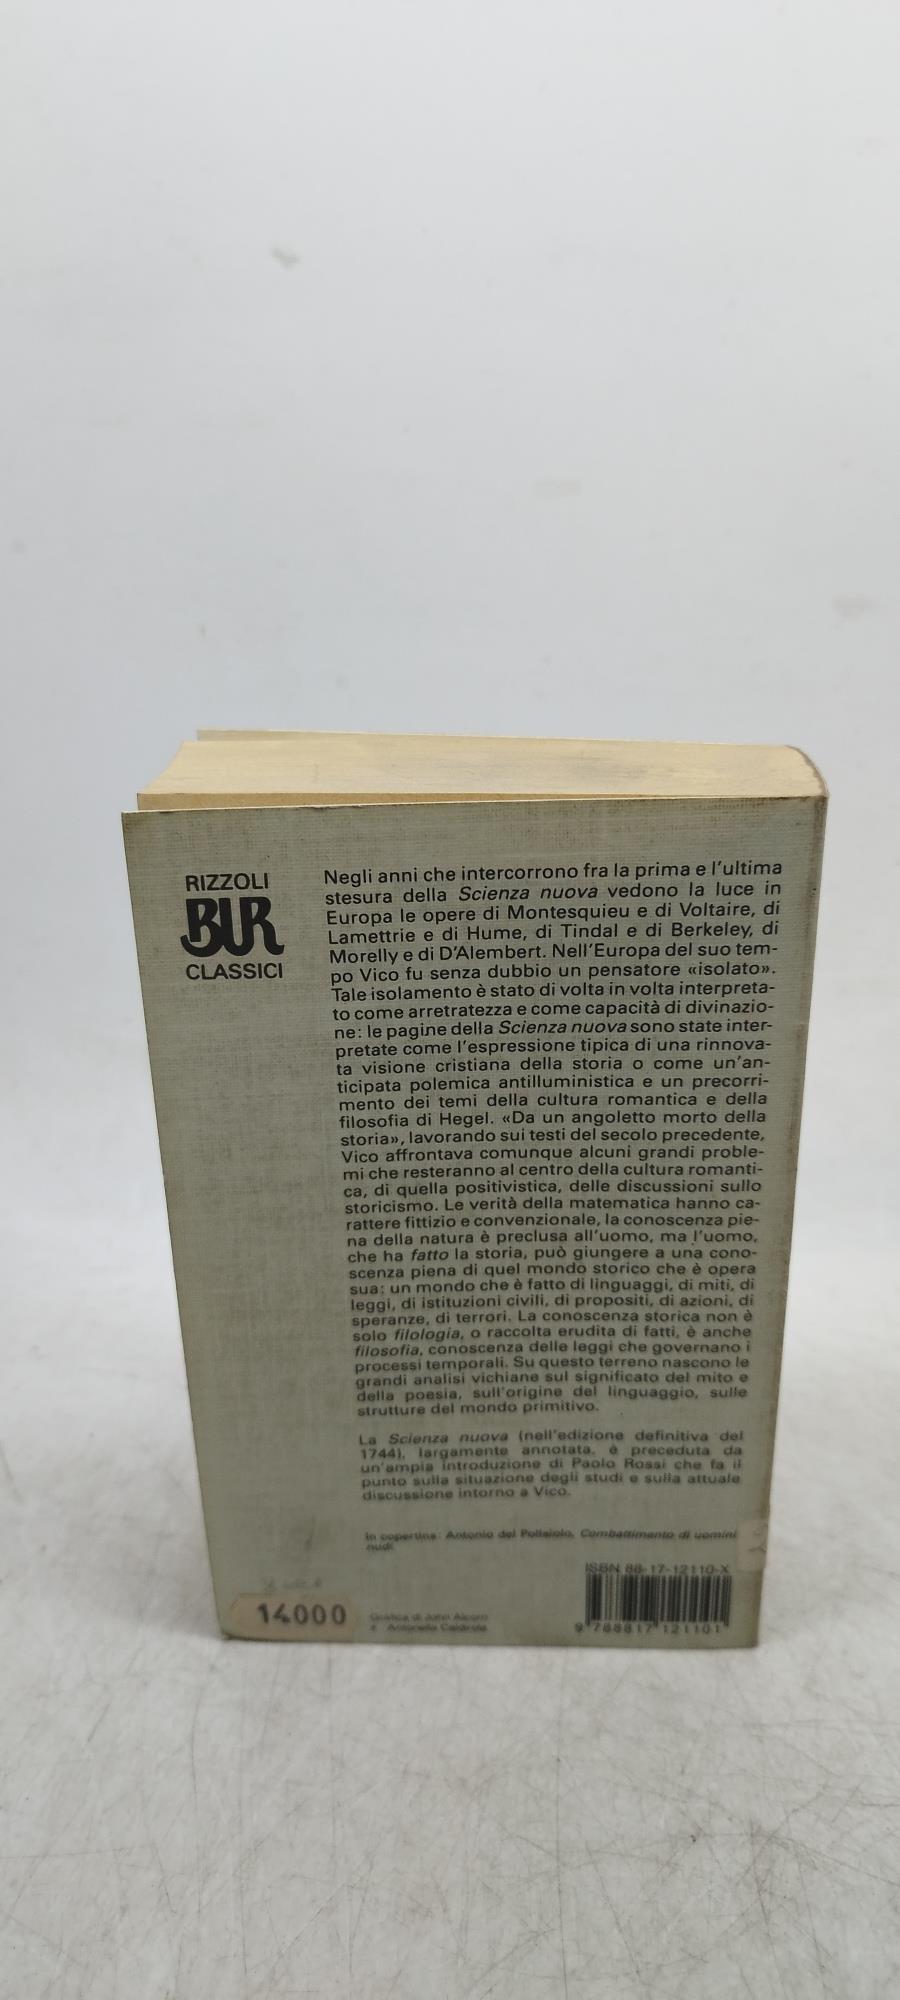 RIZZOLI
BUR
CLASSICI
Negli anni che intercorrono fra la prima e l'ultima
stesura della Scienza nuova vedono la luce in
Europa le opere di Montesquieu e di Voltaire, di
Lamettrie e di Hume, di Tindal e di Berkeley, di
Morelly e di D'Alembert. Nell'Europa del suo tem-
po Vico fu senza dubbio un pensatore «isolato».
Tale isolamento è stato di volta in volta interpreta-
to come arretratezza e come capacità di divinazio-
ne: le pagine della Scienza nuova sono state inter-
pretate come l'espressione tipica di una rinnova-
ta visione cristiana della storia o come un'an-
ticipata polemica antilluministica e un precorri-
mento dei temi della cultura romantica e della
filosofia di Hegel. «Da un angoletto morto della
storia», lavorando sui testi del secolo precedente,
Vico affrontava comunque alcuni grandi proble-
mi che resteranno al centro della cultura romanti-
ca, di quella positivistica, delle discussioni sullo
storicismo. Le verità della matematica hanno ca-
rattere fittizio e convenzionale, la conoscenza pie-
na della natura è preclusa all'uomo, ma l'uomo,
che ha fatto la storia, può giungere a una cono-
scenza piena di quel mondo storico che è opera
sua: un mondo che è fatto di linguaggi, di miti, di
leggi, di istituzioni civili, di propositi, di azioni, di
speranze, di terrori. La conoscenza storica non è
solo filologia, o raccolta erudita di fatti, è anche
filosofia, conoscenza delle leggi che governano i
processi temporali. Su questo terreno nascono le
grandi analisi vichiane sul significato del mito e
della poesia, sull'origine del linguaggio, sulle
strutture del mondo primitivo.
La Scienza nuova (nell'edizione definitiva del
1744), largamente annotata, è preceduta da
un'ampia introduzione di Paolo Rossi che fa il
punto sulla situazione degli studi e sulla attuale
discussione intorno a Vico.
In copertina: Antonio del Pollaiolo, Combattimento di uomini
nudi
ISBN 88-17-12110-X
14000
Grafica di John Alcorn
e Antonella Caldirola
9 788817 121101